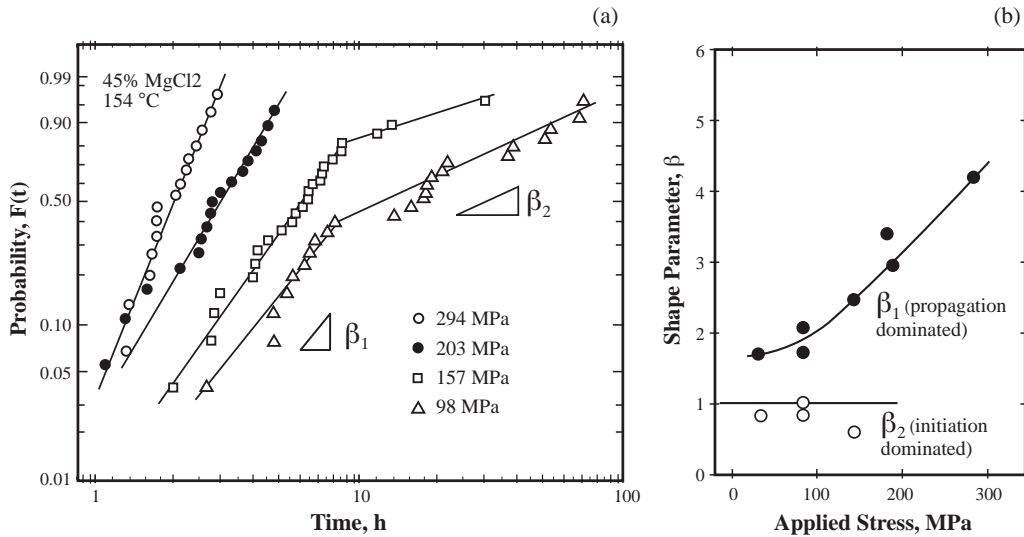 (a)
45% MgCl2
154 °C
Probability, F(t)
0.99
0.90
0.50
0.10
0.05
0.01
β2
β1
294 MPa
203 MPa
157 MPa
98 MPa
1
10
100
Time, h
(b)
Shape Parameter, β
6
5
4
3
2
1
0
β1 (propagation
dominated)
β2 (initiation
dominated)
0
100
200
300
Applied Stress, MPa